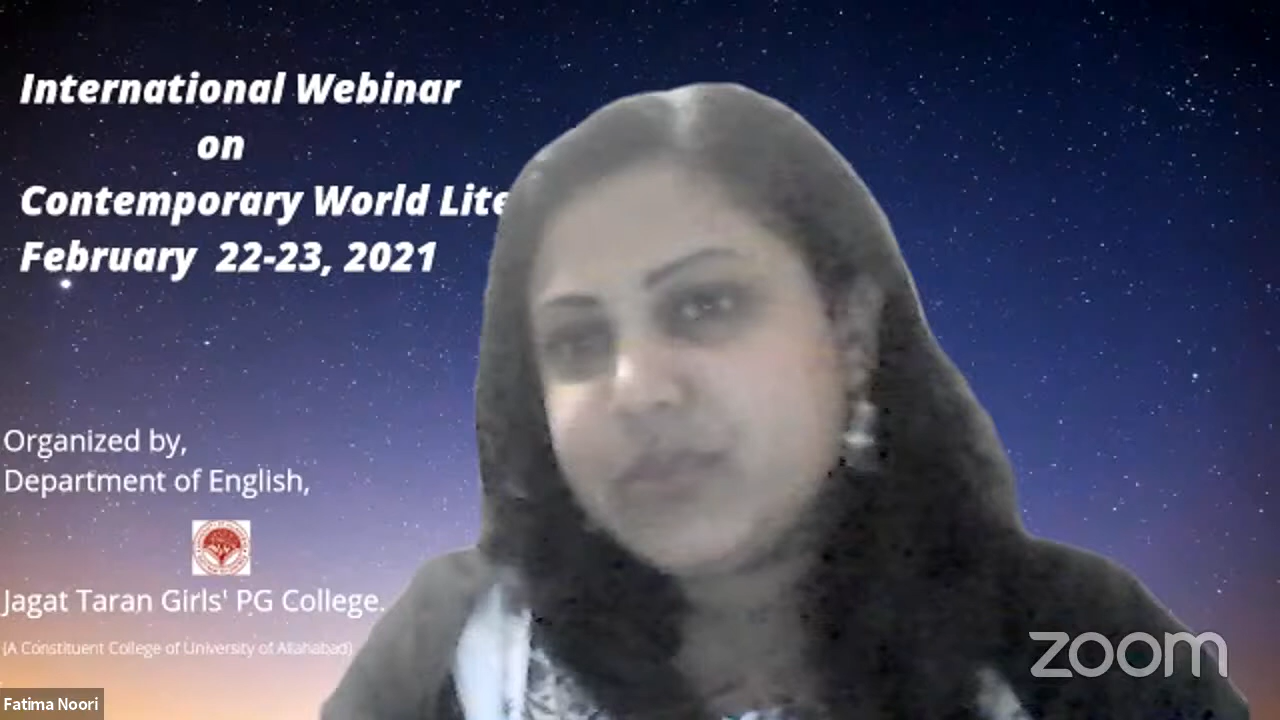 International Webinar
on
Contemporary World Lite
February 22-23, 2021
Organized by,
Department of English,
Jagat Taran Girls' PG College.
(A Constituent College of University of Allahabad)
Fatima Noori
zoom